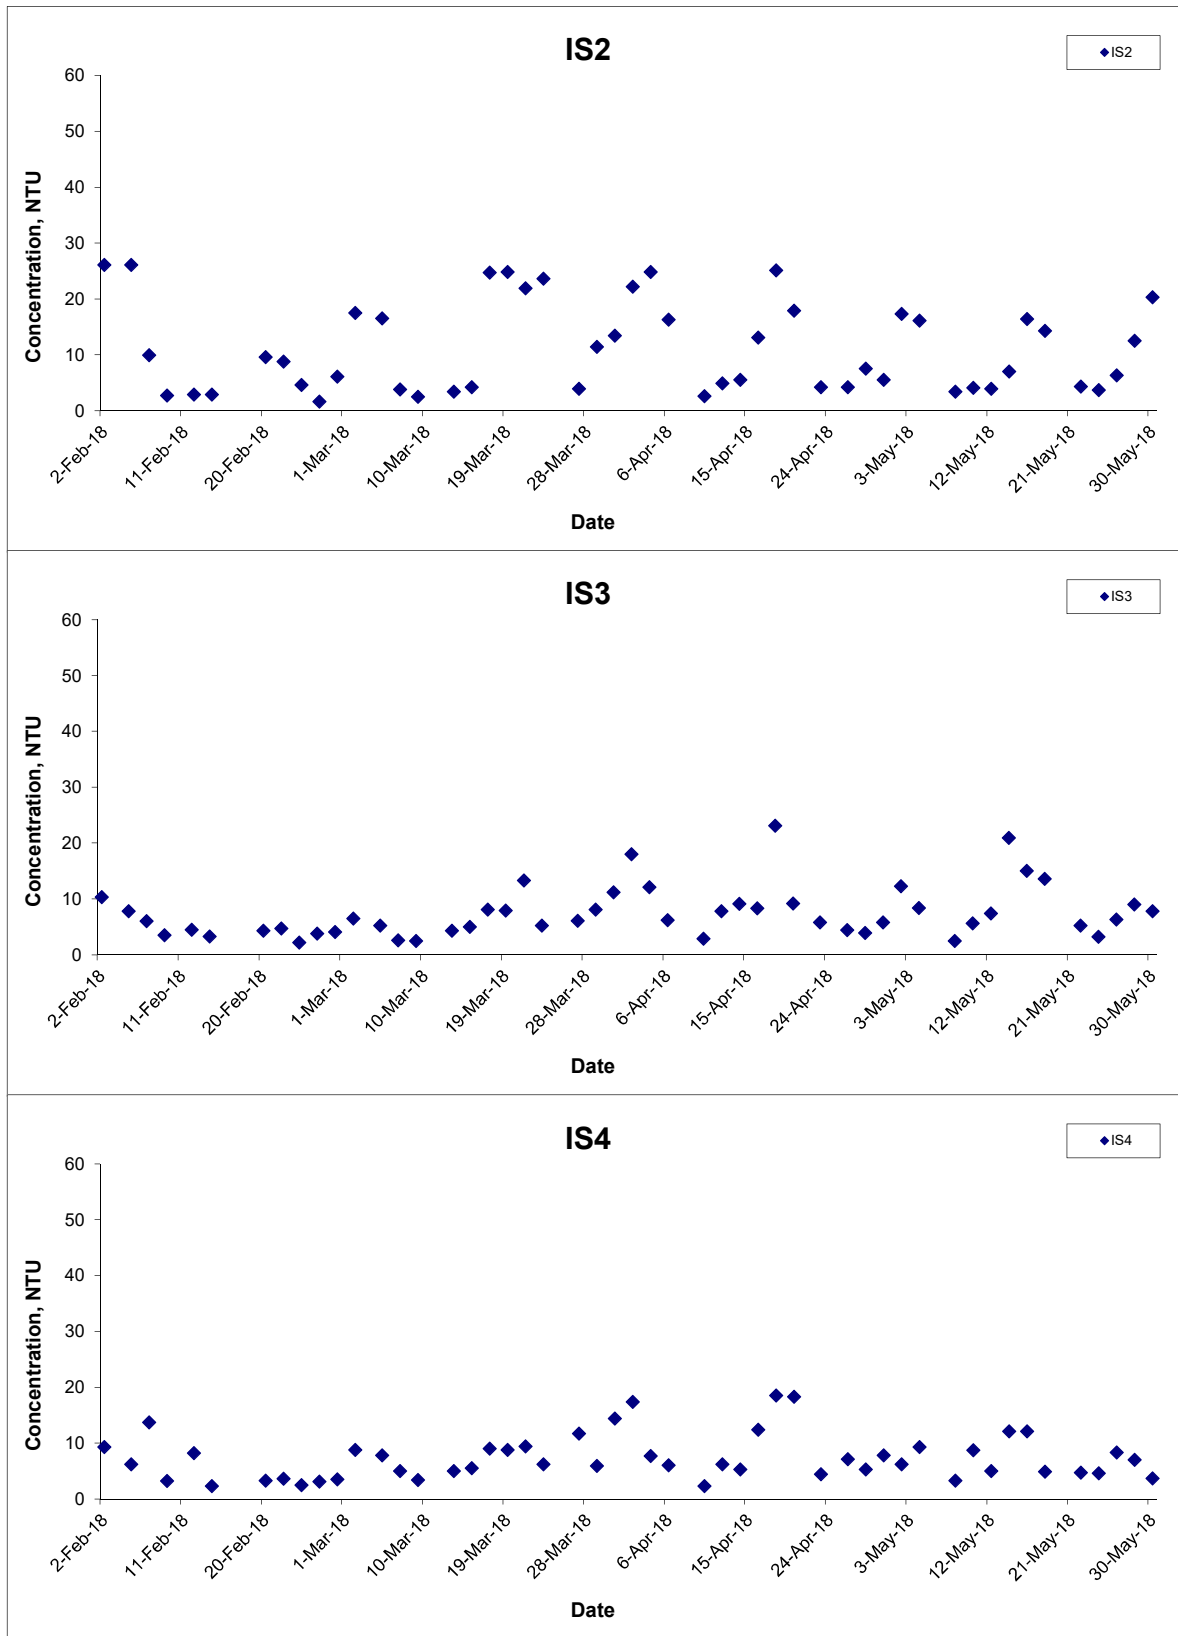 IS2
IS2
60
50
40
30
20
10
0
Concentration, NTU
2-Feb-18
11-Feb-18
20-Feb-18
1-Mar-18
10-Mar-18
19-Mar-18
28-Mar-18
6-Apr-18
15-Apr-18
24-Apr-18
3-May-18
12-May-18
21-May-18
30-May-18
Date
IS3
IS3
60
50
40
30
20
10
0
Concentration, NTU
2-Feb-18
11-Feb-18
20-Feb-18
1-Mar-18
10-Mar-18
19-Mar-18
28-Mar-18
6-Apr-18
15-Apr-18
24-Apr-18
3-May-18
12-May-18
21-May-18
30-May-18
Date
IS4
IS4
60
50
40
30
20
10
0
Concentration, NTU
2-Feb-18
11-Feb-18
20-Feb-18
1-Mar-18
10-Mar-18
19-Mar-18
28-Mar-18
6-Apr-18
15-Apr-18
24-Apr-18
3-May-18
12-May-18
21-May-18
30-May-18
Date